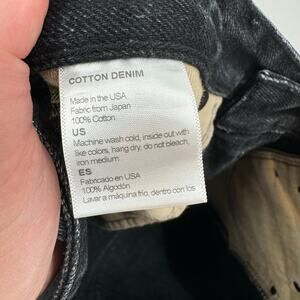 COTTON DENIM
Made in the USA
Fabric from Japan
100% Cotton
US
Machine wash cold, inside out with
like colors, hang dry, do not bleach,
iron medium
ES
Fabricado en USA
100% Algodón
Lavar a máquina frío, dentro con los